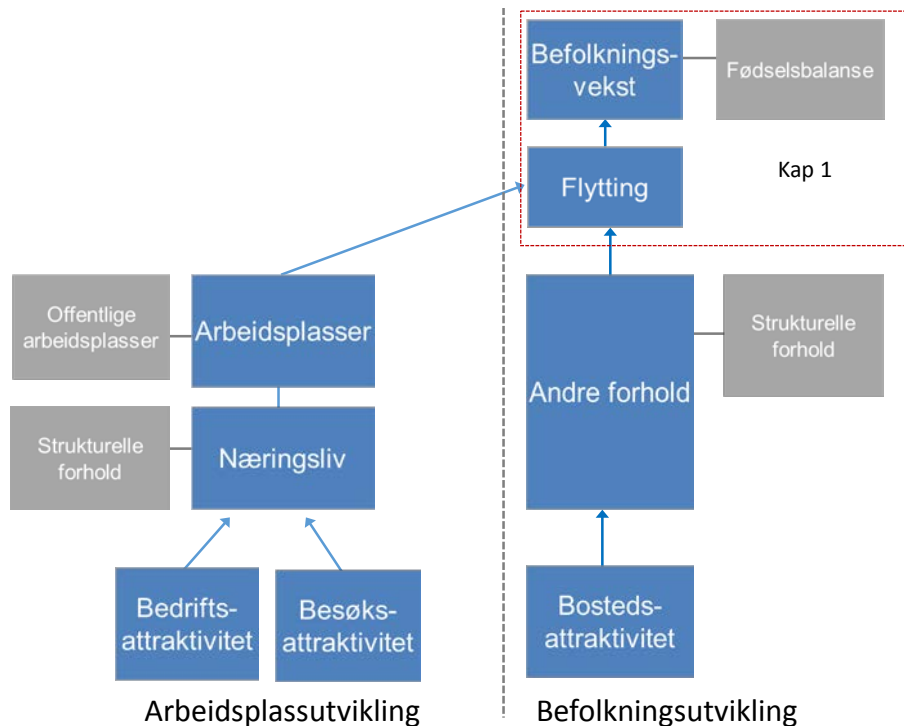 Befolknings-
vekst
Fødselsbalanse
Kap 1
Flytting
Offentlige
arbeidsplasser
Arbeidsplasser
Strukturelle
forhold
Andre forhold
Strukturelle
forhold
Næringsliv
Bedrifts-
attraktivitet
Besøks-
attraktivitet
Bosteds-
attraktivitet
Arbeidsplassutvikling
Befolkningsutvikling